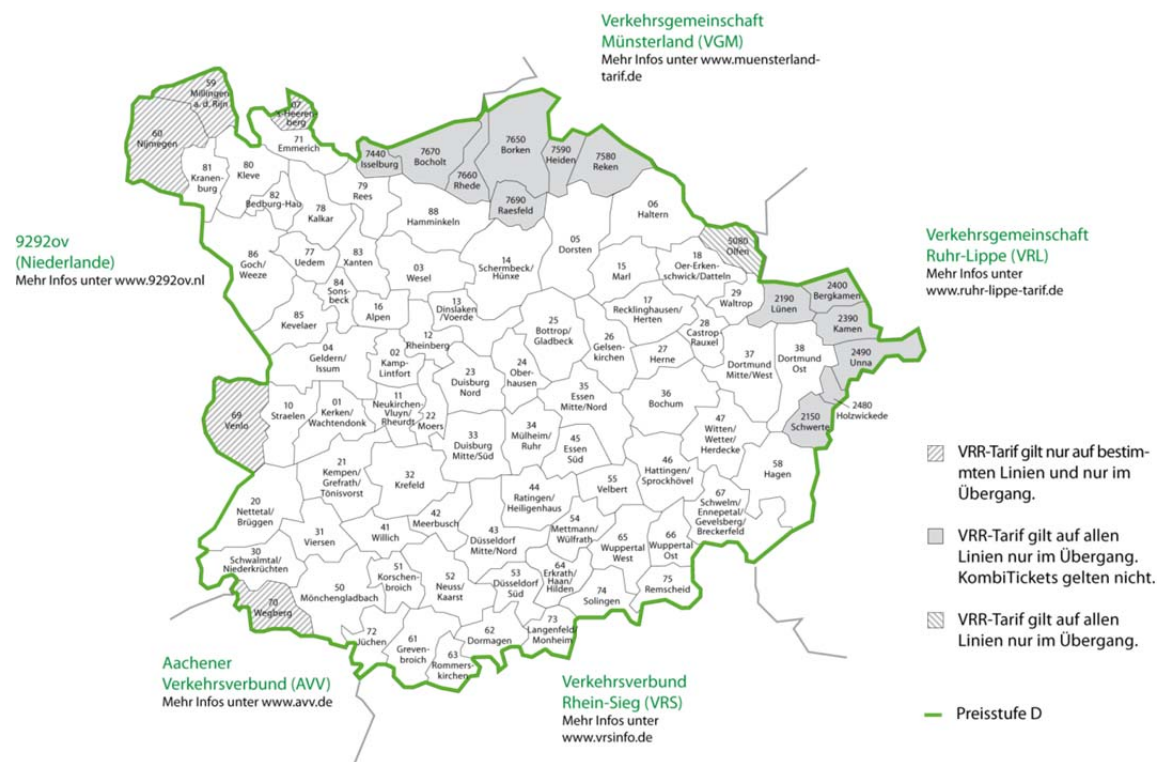 Verkehrsgemeinschaft
Münsterland (VGM)
Mehr Infos unter www.muensterland-
tarif.de
59
Millingen
a. d. Rijn
07
's-Heeren-
berg
60
Nijmegen
71
Emmerich
81
Kranen-
burg
80
Kleve
82
Bedburg-Hau
78
Kalkar
79
Rees
7440
Isselburg
7670
Bocholt
7660
Rhede
7650
Borken
7590
Heiden
7580
Reken
7690
Raesfeld
88
Hamminkeln
06
Haltern
5080
Olfen
9292ov
(Niederlande)
Mehr Infos unter www.9292ov.nl
Verkehrsgemeinschaft
Ruhr-Lippe (VRL)
Mehr Infos unter
www.ruhr-lippe-tarif.de
86
Goch/
Weeze
77
Uedem
83
Xanten
84
Sons-
beck
03
Wesel
14
Schermbeck/
Hünxe
05
Dorsten
15
Marl
18
Oer-Erken-
schwick/Datteln
29
Waltrop
2190
Lünen
2400
Bergkamen
2390
Kamen
2490
Unna
2480
Holzwickede
2150
Schwerte
85
Kevelaer
16
Alpen
13
Dinslaken
/Voerde
17
Recklinghausen/
Herten
28
Castrop
Rauxel
04
Geldern/
Issum
02
Kamp-
Lintfort
12
Rheinberg
25
Bottrop/
Gladbeck
26
Gelsen-
kirchen
27
Herne
37
Dortmund
Mitte/West
38
Dortmund
Ost
69
Venlo
10
Straelen
01
Kerken/
Wachtendonk
11
Neukirchen-
Vluyn/
Rheurdt
22
Moers
23
Duisburg
Nord
24
Ober-
hausen
35
Essen
Mitte/Nord
36
Bochum
33
Duisburg
Mitte/Süd
34
Mülheim/
Ruhr
45
Essen
Süd
47
Witten/
Wetter/
Herdecke
58
Hagen
21
Kempen/
Grefrath/
Tönisvorst
32
Krefeld
44
Ratingen/
Heiligenhaus
55
Velbert
46
Hattingen/
Sprockhövel
67
Schwelm/
Ennepetal/
Gevelsberg/
Breckerfeld
20
Nettetal/
Brüggen
31
Viersen
41
Willich
42
Meerbusch
43
Düsseldorf
Mitte/Nord
54
Mettmann/
Wülfrath
65
Wuppertal
West
66
Wuppertal
Ost
30
Schwalmtal/
Niederkrüchten
50
Mönchengladbach
51
Korschen-
broich
52
Neuss/
Kaarst
53
Düsseldorf
Süd
64
Erkrath/
Haan/
Hilden
74
Solingen
75
Remscheid
70
Wegberg
72
Jüchen
61
Greven-
broich
62
Dormagen
63
Rommers-
kirchen
73
Langenfeld/
Monheim
Aachener
Verkehrsverbund (AVV)
Mehr Infos unter www.avv.de
Verkehrsverbund
Rhein-Sieg (VRS)
Mehr Infos unter
www.vrsinfo.de
VRR-Tarif gilt nur auf bestim-
mten Linien und nur im
Übergang.
VRR-Tarif gilt auf allen
Linien nur im Übergang.
KombiTickets gelten nicht.
VRR-Tarif gilt auf allen
Linien nur im Übergang.
Preisstufe D